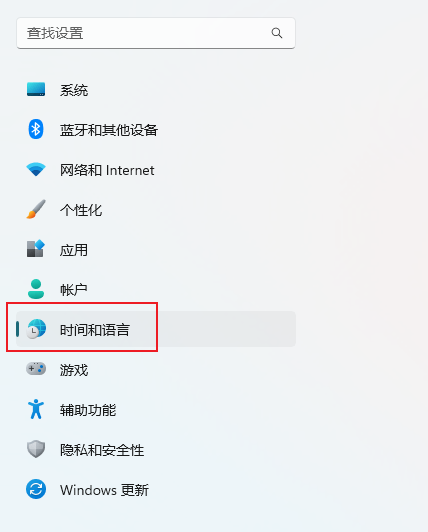 查找设置
系统
蓝牙和其他设备
网络和 Internet
个性化
应用
帐户
时间和语言
游戏
辅助功能
隐私和安全性
Windows 更新